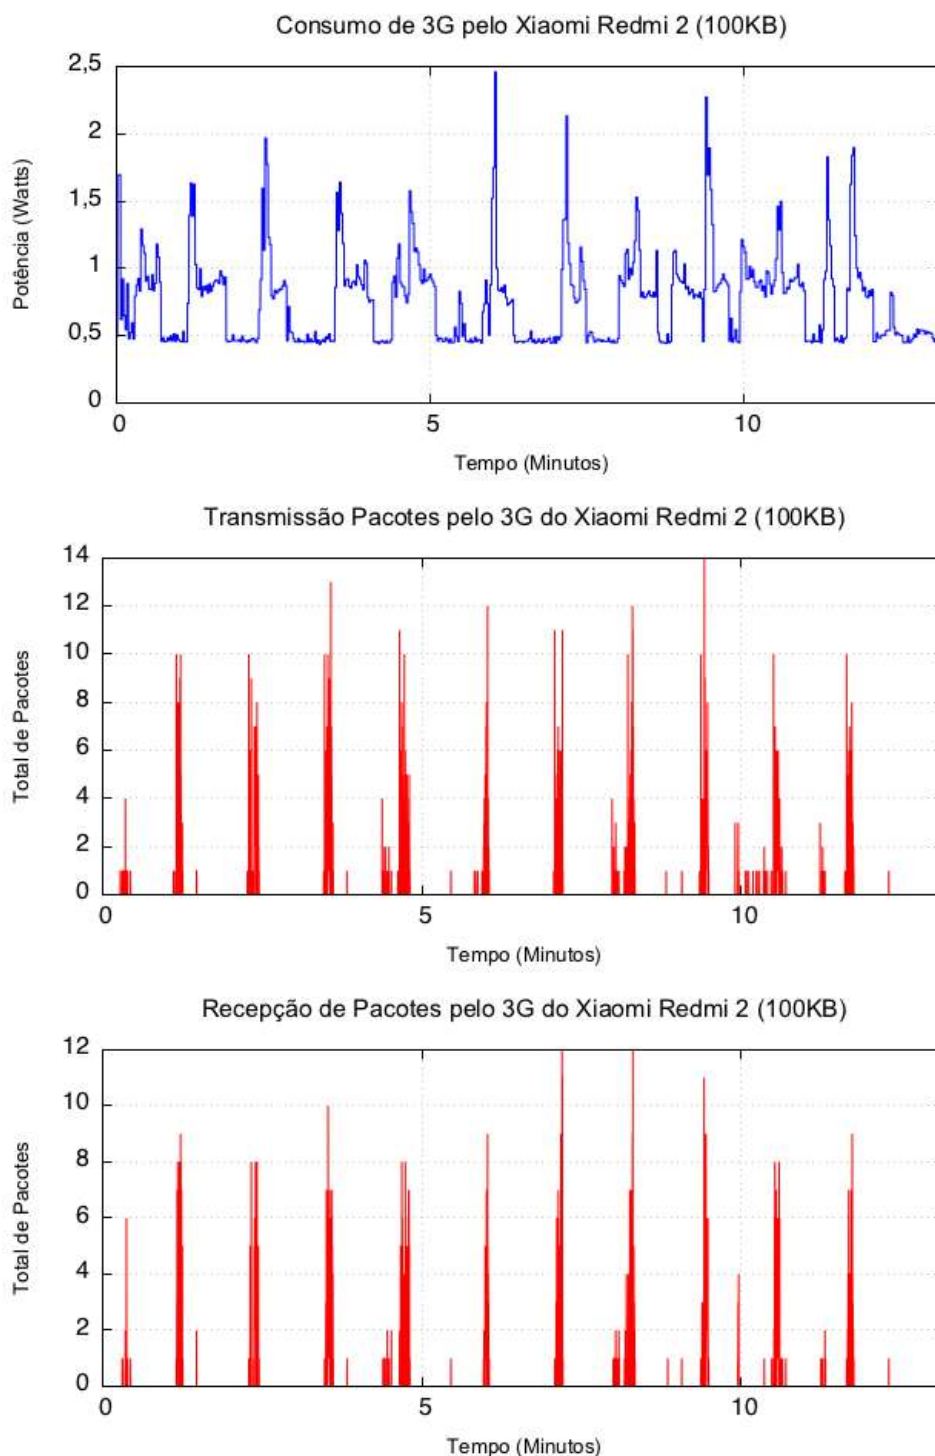 Consumo de 3G pelo Xiaomi Redmi 2 (100KB)
2,5
2
1,5
1
0,5
0
Potência (Watts)
0 5 10
Tempo (Minutos)
Transmissão Pacotes pelo 3G do Xiaomi Redmi 2 (100KB)
14
12
10
8
6
4
2
0
Total de Pacotes
0 5 10
Tempo (Minutos)
Recepção de Pacotes pelo 3G do Xiaomi Redmi 2 (100KB)
12
10
8
6
4
2
0
Total de Pacotes
0 5 10
Tempo (Minutos)